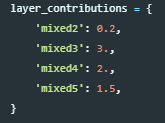 layer_contributions = {
    'mixed2': 0.2,
    'mixed3': 3.,
    'mixed4': 2.,
    'mixed5': 1.5,
}